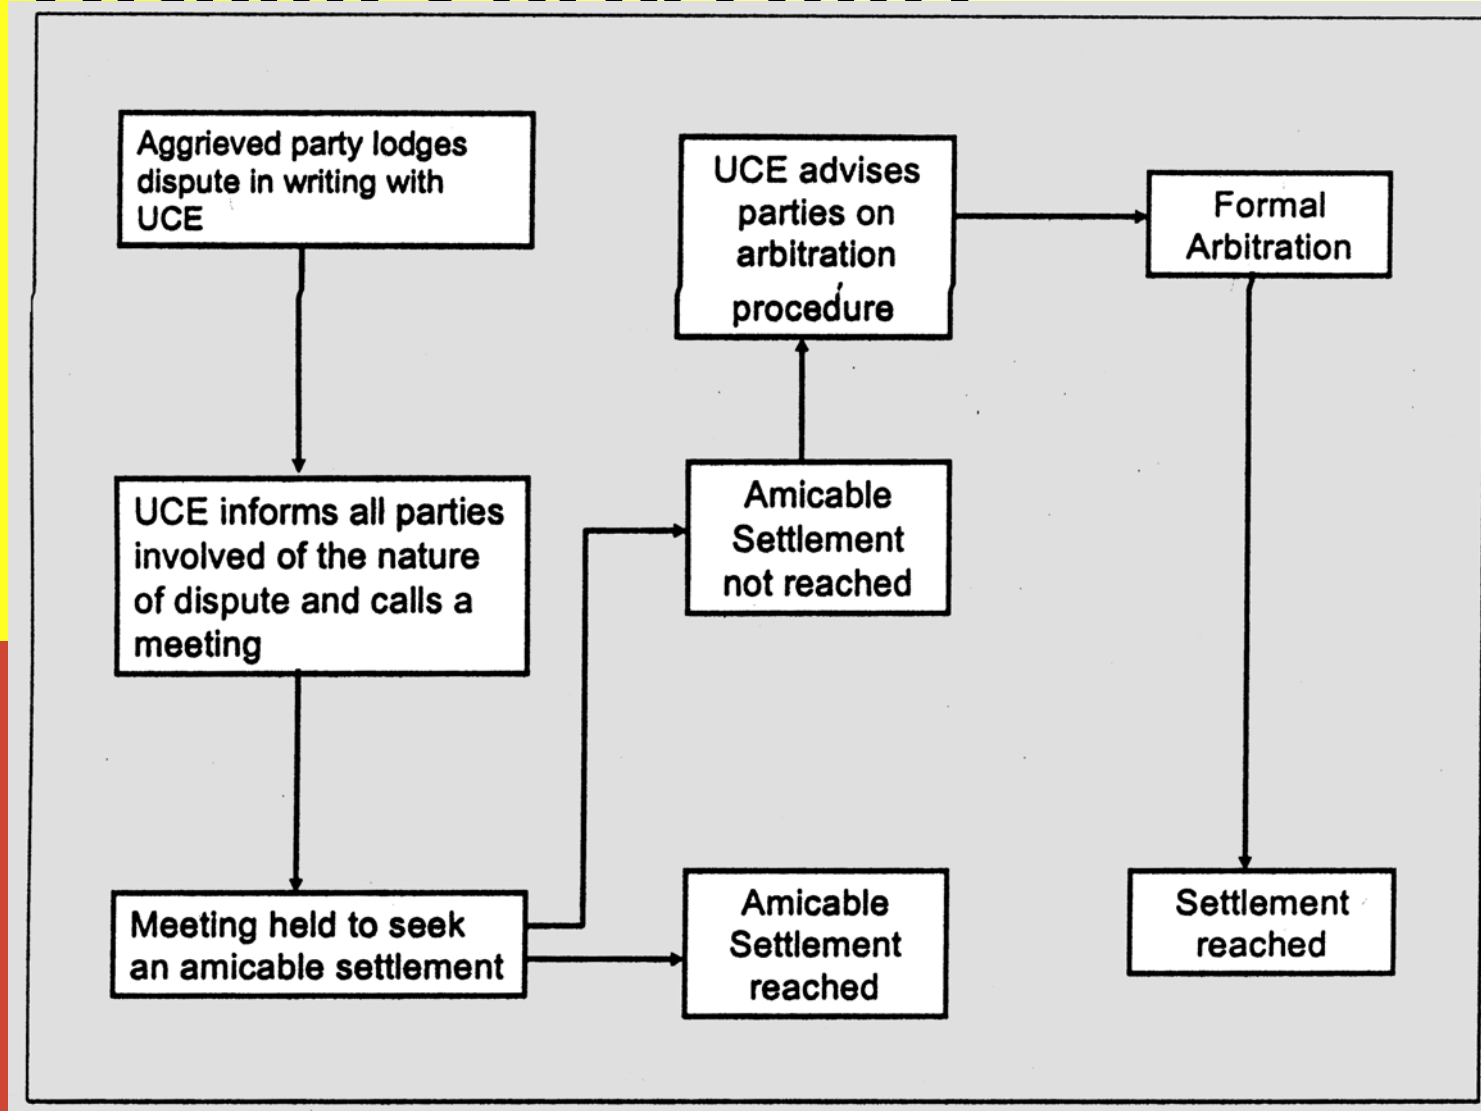 Aggrieved party lodges
dispute in writing with
UCE
UCE informs all parties
involved of the nature
of dispute and calls a
meeting
Meeting held to seek
an amicable settlement
Amicable
Settlement
not reached
UCE advises
parties on
arbitration
procedure
Formal
Arbitration
Amicable
Settlement
reached
Settlement
reached